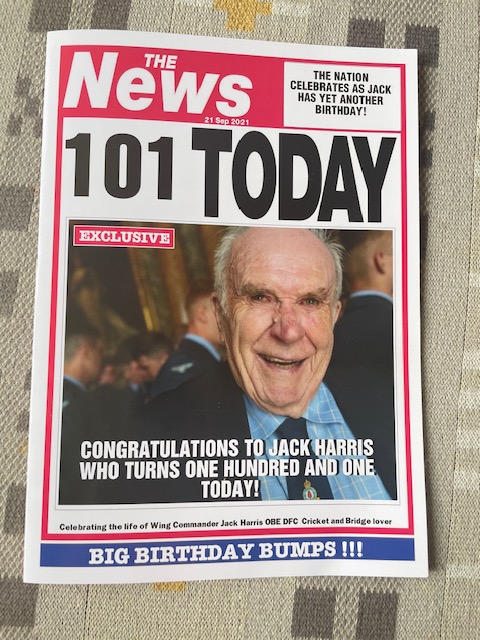 THE
News
21 Sep 2021
THE NATION
CELEBRATES AS JACK
HAS YET ANOTHER
BIRTHDAY!
101 TODAY
EXCLUSIVE
CONGRATULATIONS TO JACK HARRIS
WHO TURNS ONE HUNDRED AND ONE
TODAY!
Celebrating the life of Wing Commander Jack Harris OBE DFC Cricket and Bridge lover
BIG BIRTHDAY BUMPS !!!